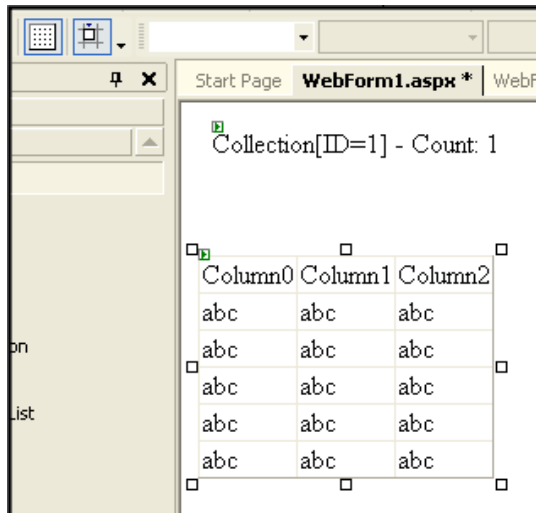 Start Page WebForm1.aspx* WebF
Collection[ID=1] - Count: 1
Column0 Column1 Column2
abc abc abc
abc abc abc
abc abc abc
abc abc abc
abc abc abc
on
List